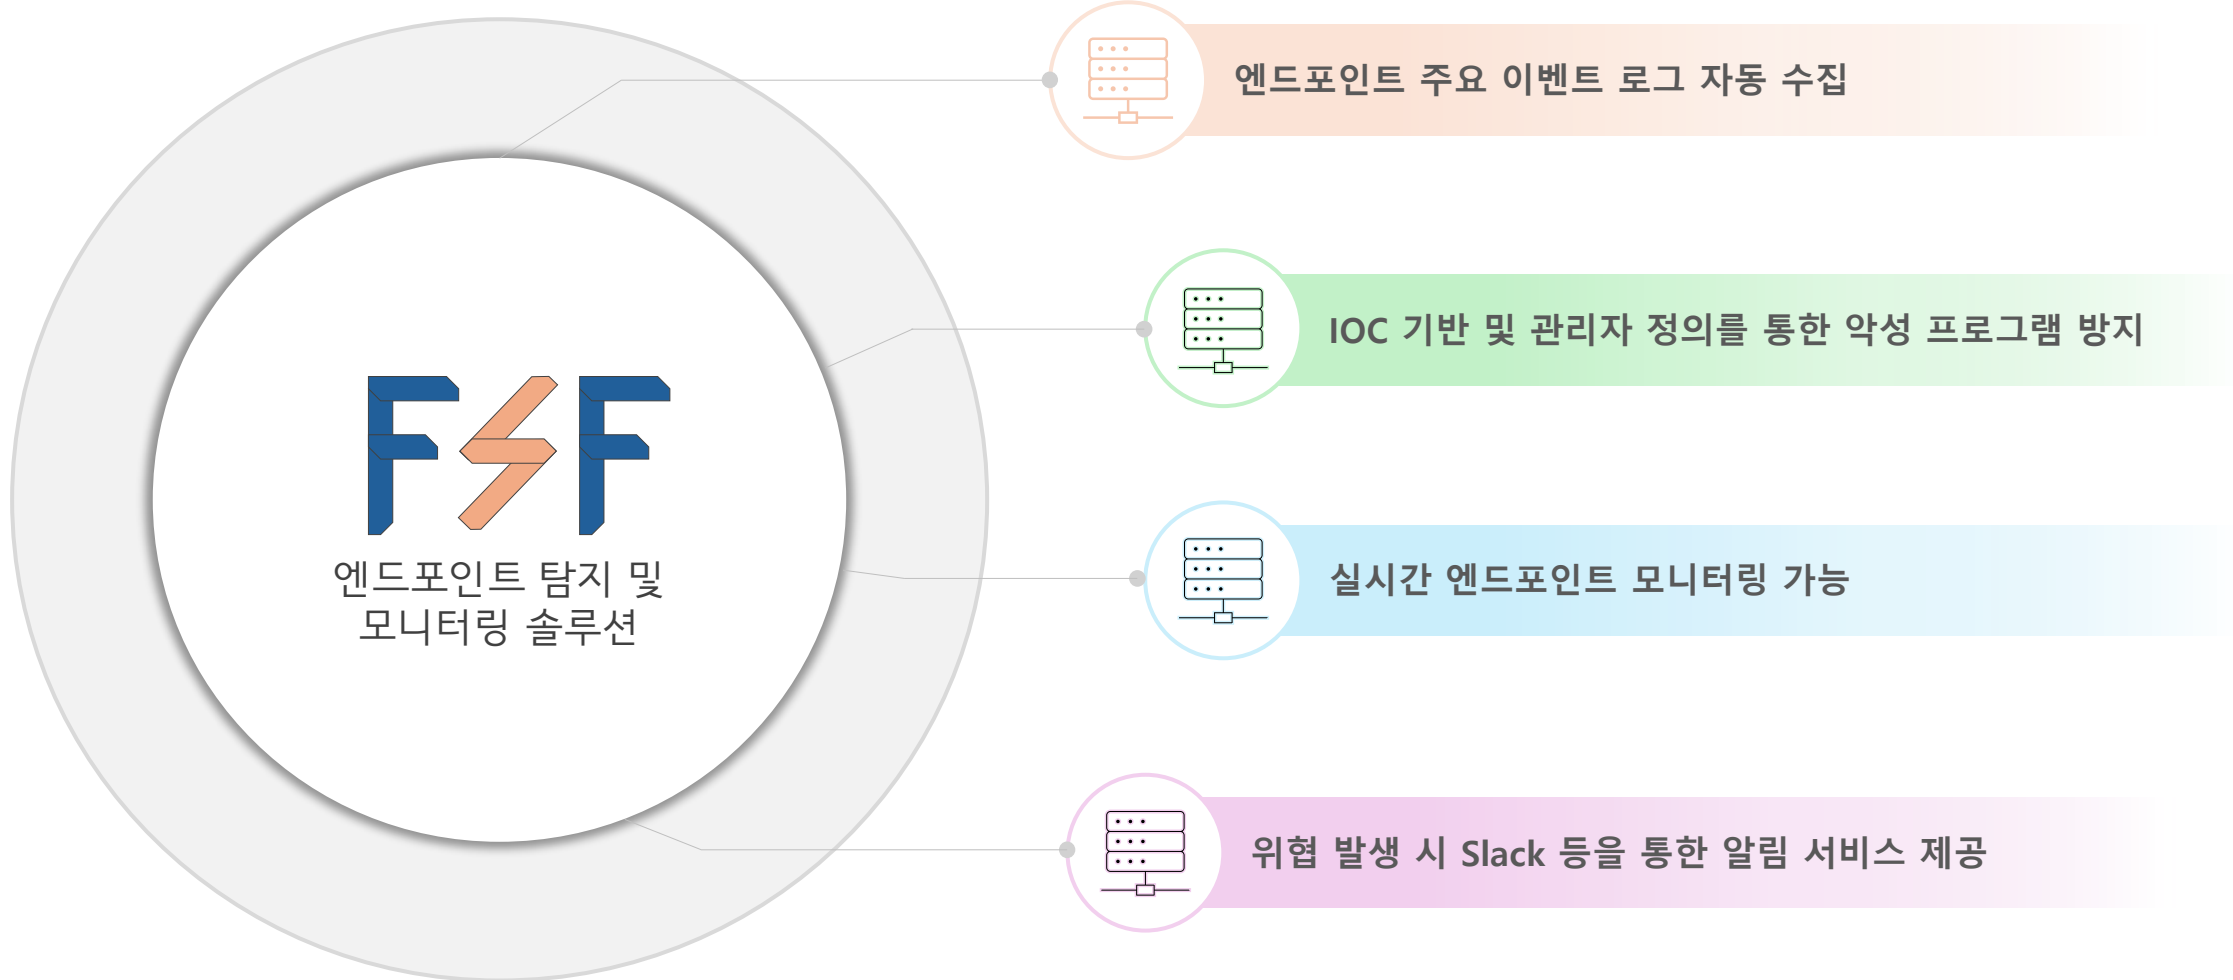 FSF
엔드포인트 탐지 및
모니터링 솔루션
엔드포인트 주요 이벤트 로그 자동 수집
IOC 기반 및 관리자 정의를 통한 악성 프로그램 방지
실시간 엔드포인트 모니터링 가능
위협 발생 시 Slack 등을 통한 알림 서비스 제공